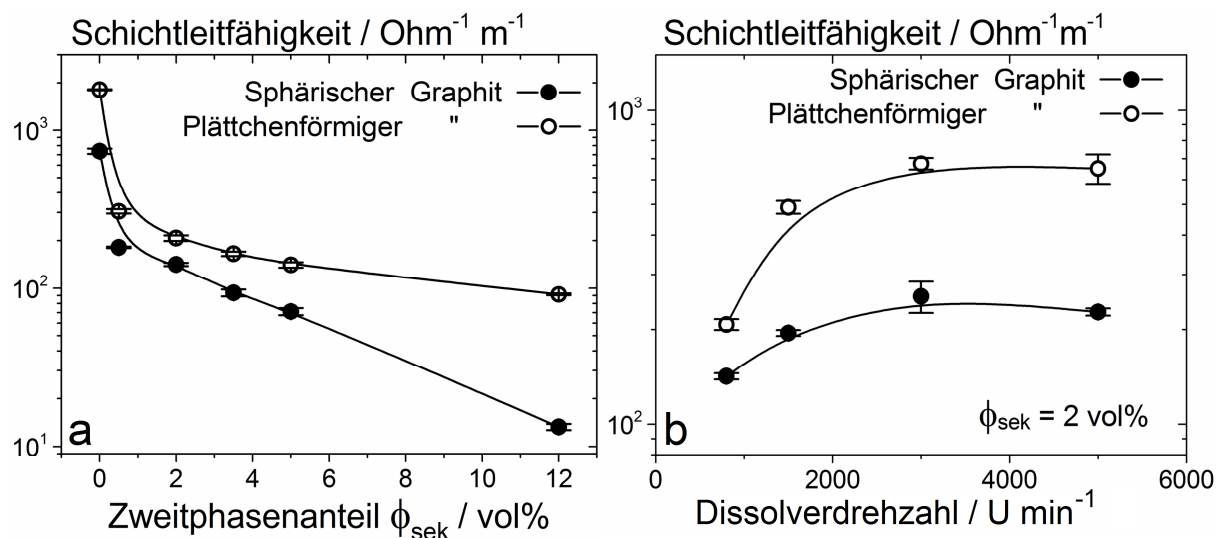 Schichtleitfähigkeit / Ohm⁻¹ m⁻¹
Sphärischer Graphit
Plättchenförmiger "
10³
10²
10¹
a
0 2 4 6 8 10 12
Zweitphasenanteil ϕsek / vol%
Schichtleitfähigkeit / Ohm⁻¹m⁻¹
Sphärischer Graphit
Plättchenförmiger "
10³
10²
b
ϕsek = 2 vol%
0 2000 4000 6000
Dissolverdrehzahl / U min⁻¹